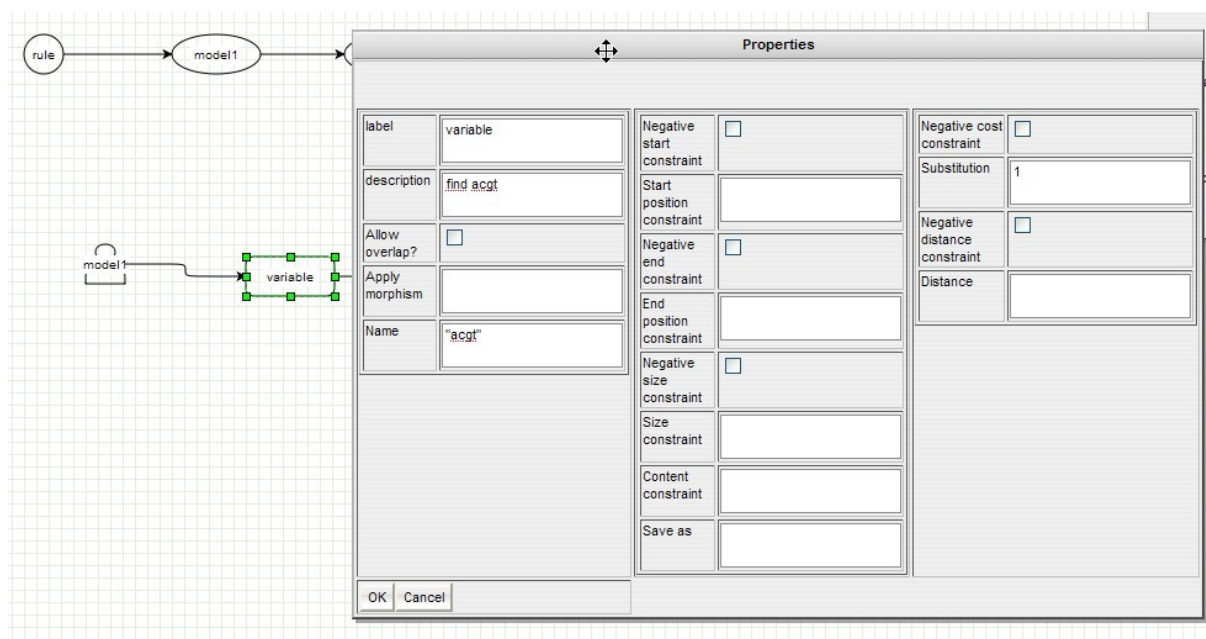 rule
model1
Properties
label
variable
description
find acgt
Allow
overlap?
Apply
morphism
Name
"acgt"
Negative
start
constraint
Start
position
constraint
Negative
end
constraint
End
position
constraint
Negative
size
constraint
Size
constraint
Content
constraint
Save as
Negative cost
constraint
Substitution
1
Negative
distance
constraint
Distance
model1
variable
OK
Cancel